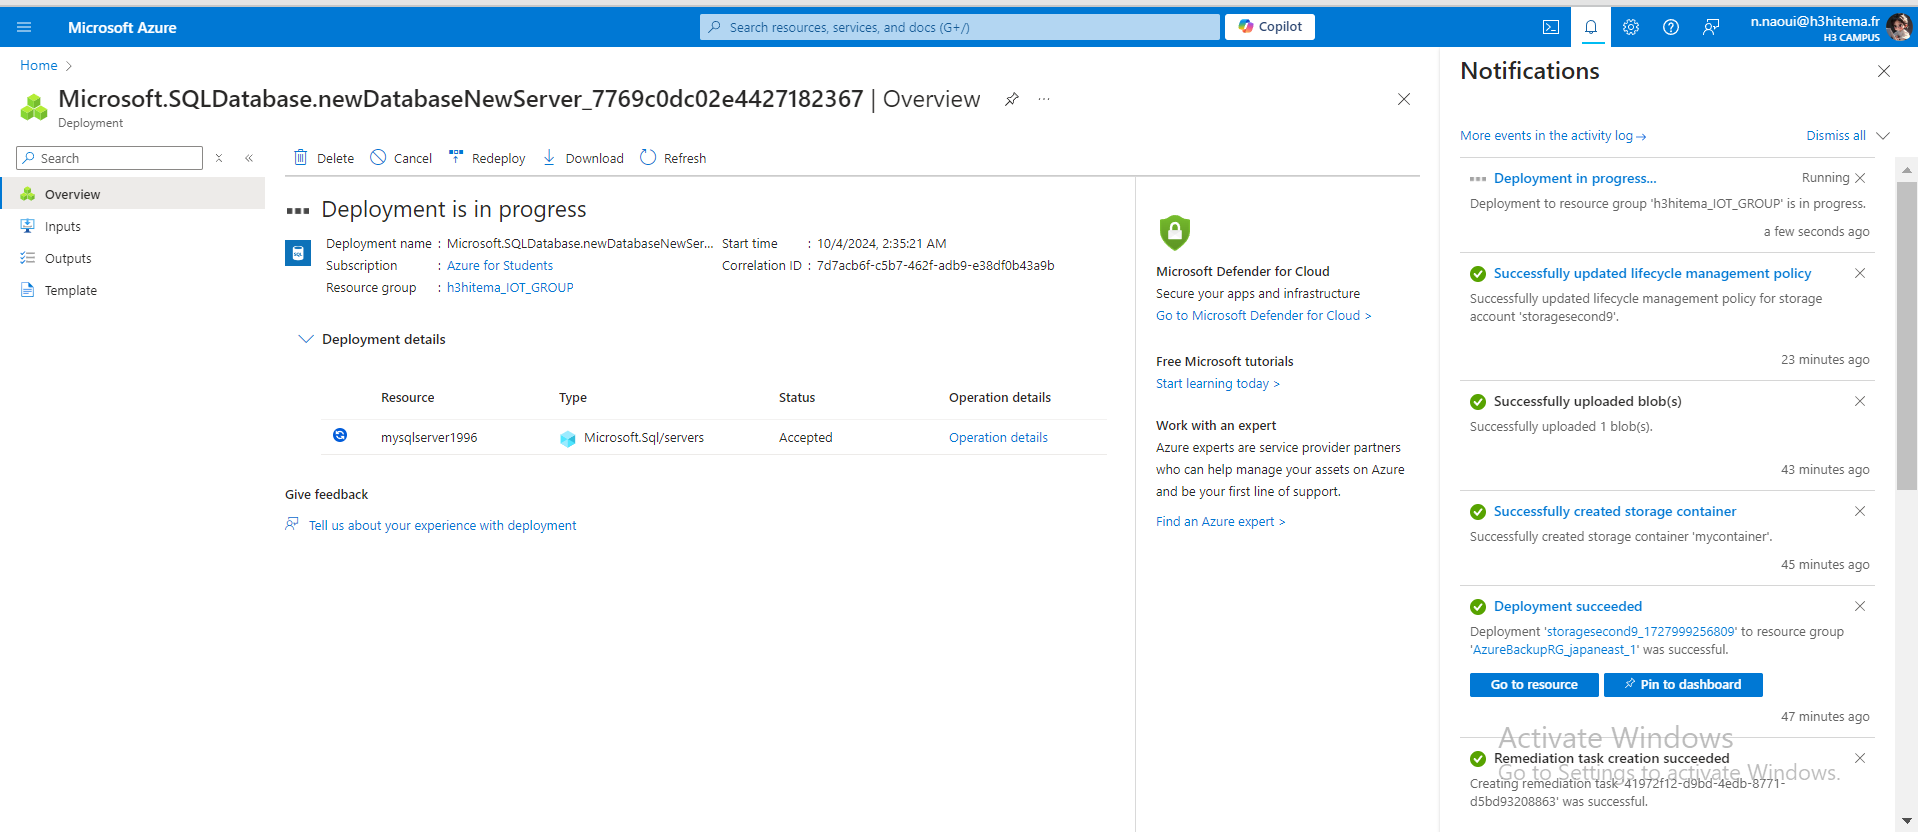 Microsoft Azure
Search resources, services, and docs (G+/)
Copilot
n.naoui@h3hitema.fr
H3 CAMPUS
Home
Microsoft.SQLDatabase.newDatabaseNewServer_7769c0dc02e4427182367 | Overview
Deployment
Search
Overview
Inputs
Outputs
Template
Delete
Cancel
Redeploy
Download
Refresh
Deployment is in progress
Deployment name : Microsoft.SQLDatabase.newDatabaseNewSer...
Subscription : Azure for Students
Resource group : h3hitema_IOT_GROUP
Start time : 10/4/2024, 2:35:21 AM
Correlation ID : 7d7acb6f-c5b7-462f-adb9-e38df0b43a9b
Deployment details
Resource Type Status Operation details
mysqlserver1996 Microsoft.Sql/servers Accepted Operation details
Give feedback
Tell us about your experience with deployment
Microsoft Defender for Cloud
Secure your apps and infrastructure
Go to Microsoft Defender for Cloud >
Free Microsoft tutorials
Start learning today >
Work with an expert
Azure experts are service provider partners
who can help manage your assets on Azure
and be your first line of support.
Find an Azure expert >
Notifications
More events in the activity log→
Dismiss all
Deployment in progress...
Running
Deployment to resource group 'h3hitema_IOT_GROUP' is in progress.
a few seconds ago
Successfully updated lifecycle management policy
Successfully updated lifecycle management policy for storage
account 'storagesecond9'.
23 minutes ago
Successfully uploaded blob(s)
Successfully uploaded 1 blob(s).
43 minutes ago
Successfully created storage container
Successfully created storage container 'mycontainer'.
45 minutes ago
Deployment succeeded
Deployment 'storagesecond9_1727999256809' to resource group
'AzureBackupRG_japaneast_1' was successful.
Go to resource
Pin to dashboard
47 minutes ago
Activate Windows
Go to Settings to activate Windows.
Remediation task creation succeeded
Creating remediation task '41972f12-d9bd-4edb-8771-
d5bd93208863' was successful.